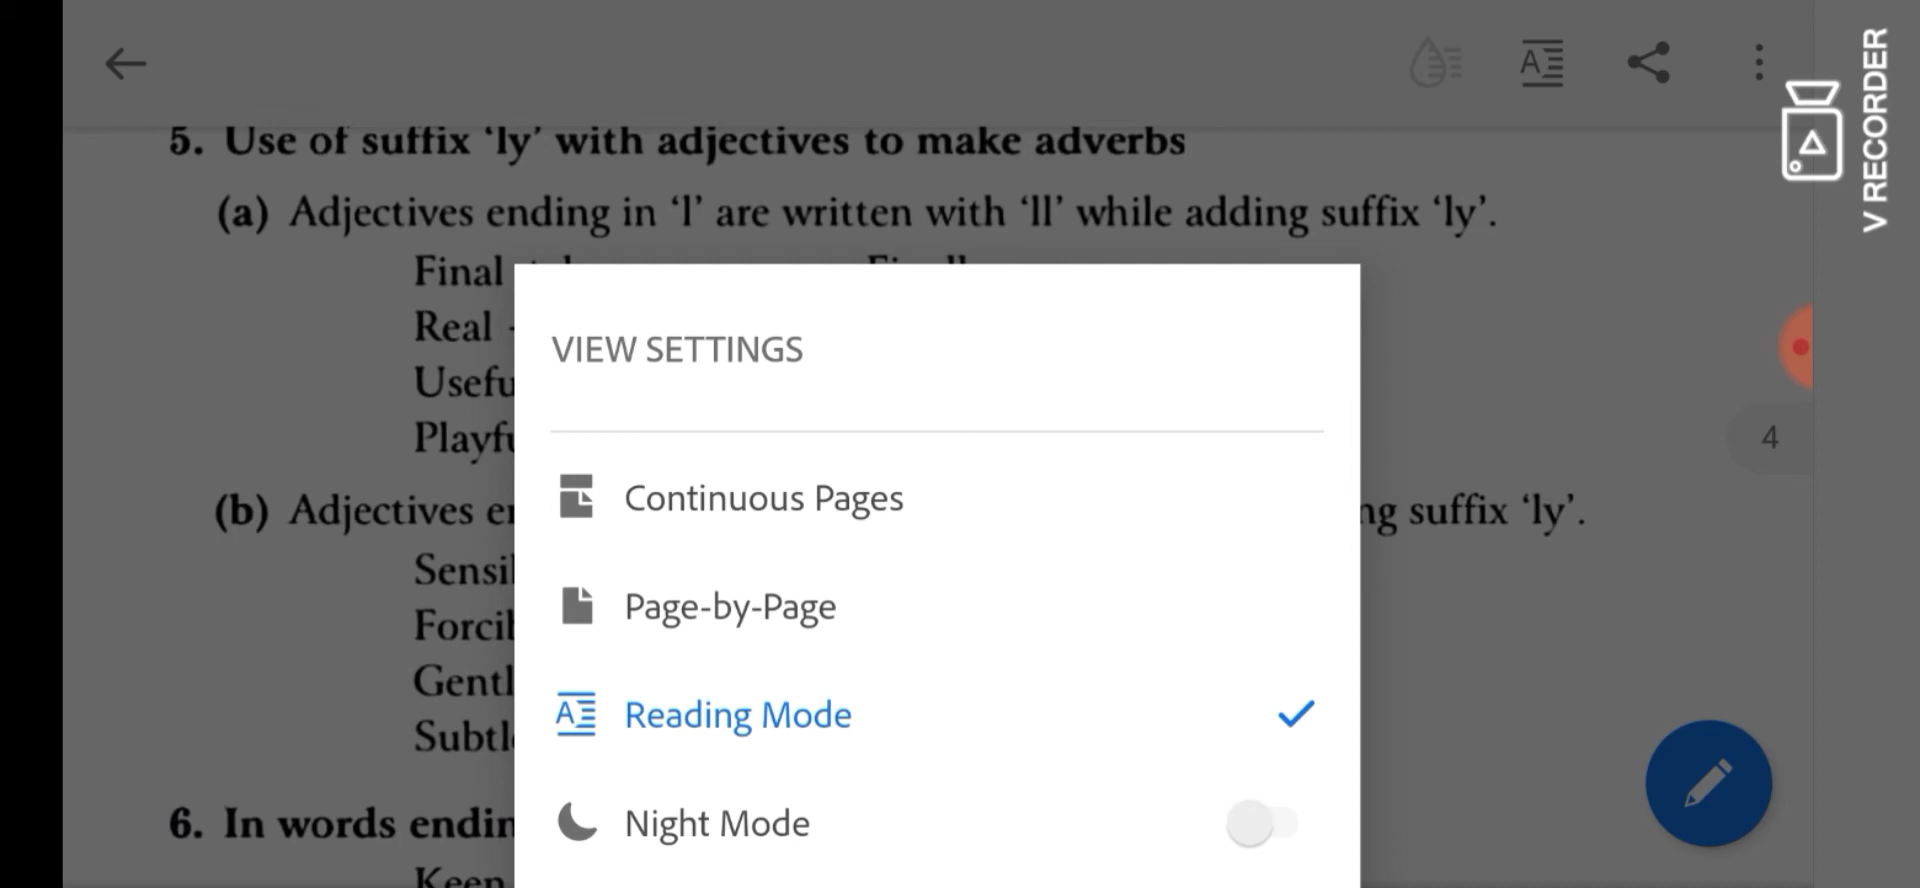 V RECORDER
5. Use of suffix ‘ly’ with adjectives to make adverbs
(a) Adjectives ending in ‘l’ are written with ‘ll’ while adding suffix ‘ly’.
Final
Real
Usefu
Playfu
(b) Adjectives
ng suffix ‘ly’.
Sensi
Forci
Gentl
Subtl
6. In words endin
Keen
VIEW SETTINGS
Continuous Pages
Page-by-Page
Reading Mode
Night Mode
4